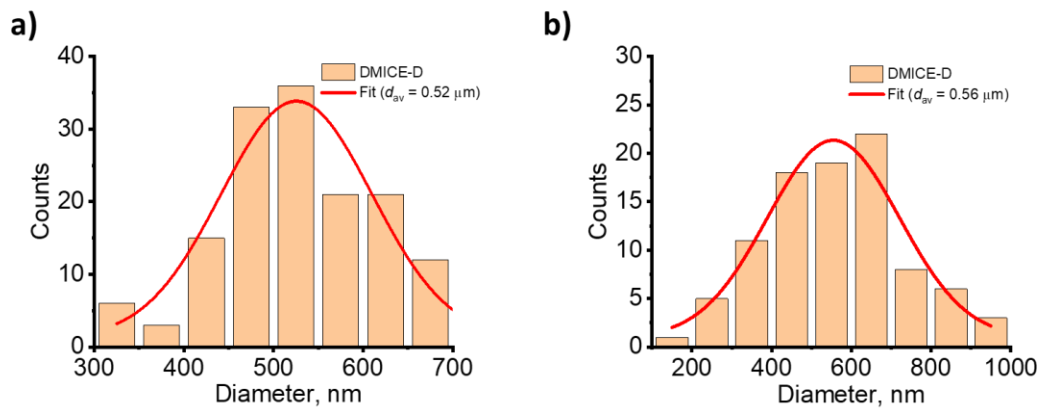 a)
40
30
20
10
0
Counts
DMICE-D
Fit (dav = 0.52 μm)
300 400 500 600 700
Diameter, nm
b)
30
25
20
15
10
5
0
Counts
DMICE-D
Fit (dav = 0.56 μm)
200 400 600 800 1000
Diameter, nm